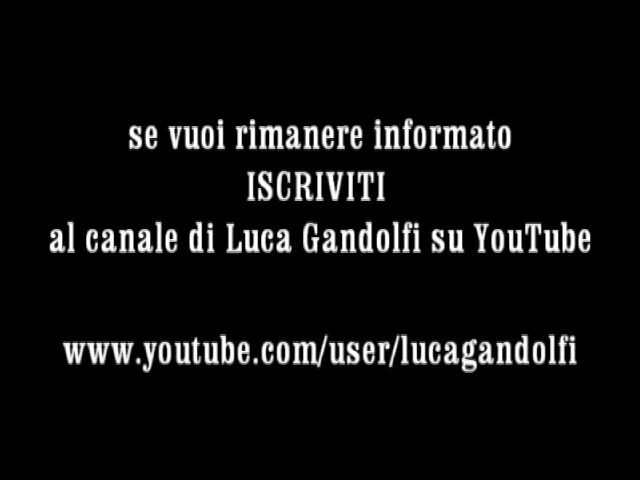 se vuoi rimanere informato
ISCRIVITI
al canale di Luca Gandolfi su YouTube
www.youtube.com/user/lucagandolfi